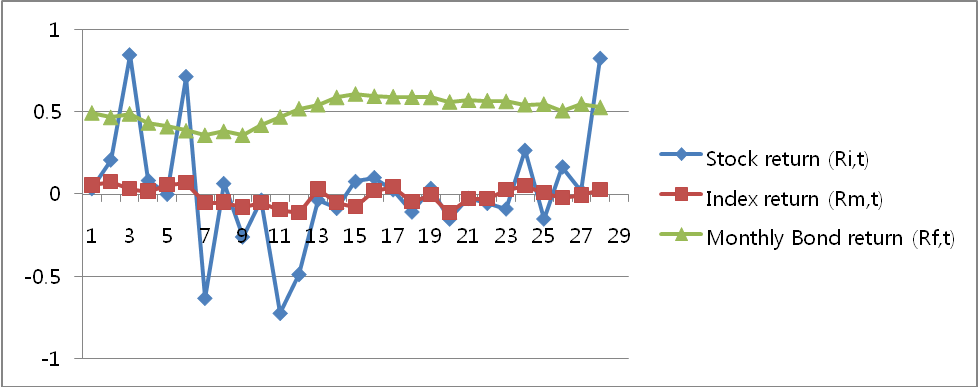 1
0.5
0
-0.5
-1
1 3 5 7 9 11 13 15 17 19 21 23 25 27 29
Stock return (Ri,t)
Index return (Rm,t)
Monthly Bond return (Rf,t)